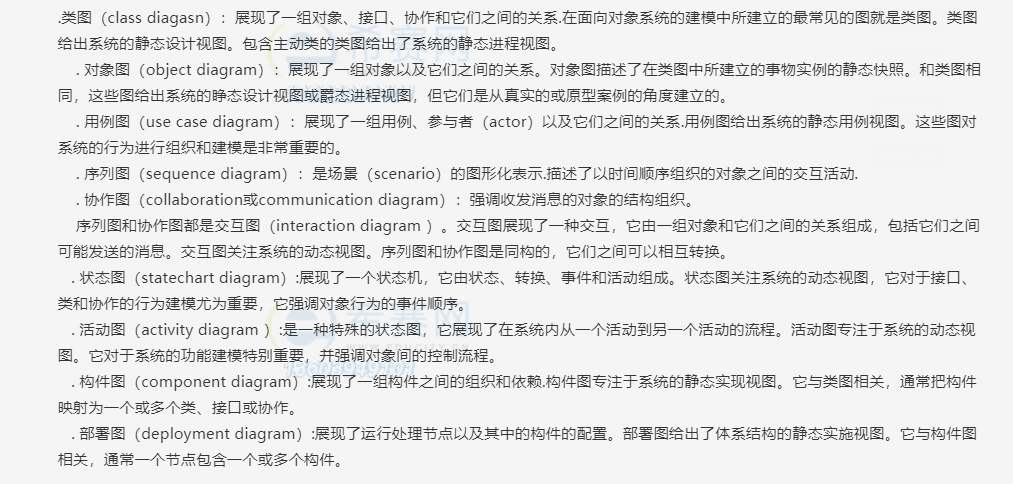 .类图（class diagasn）：展现了一组对象、接口、协作和它们之间的关系.在面向对象系统的建模中所建立的最常见的图就是类图。类图
给出系统的静态设计视图。包含主动类的类图给出了系统的静态进程视图。
. 对象图（object diagram）：展现了一组对象以及它们之间的关系。对象图描述了在类图中所建立的事物实例的静态快照。和类图相
同，这些图给出系统的睁态设计视图或爵态进程视图，但它们是从真实的或原型案例的角度建立的。
. 用例图（use case diagram）：展现了一组用例、参与者（actor）以及它们之间的关系.用例图给出系统的静态用例视图。这些图对
系统的行为进行组织和建模是非常重要的。
. 序列图（sequence diagram）：是场景（scenario）的图形化表示.描述了以时间顺序组织的对象之间的交互活动.
. 协作图（collaboration或communication diagram）：强调收发消息的对象的结构组织。
序列图和协作图都是交互图（interaction diagram ）。交互图展现了一种交互，它由一组对象和它们之间的关系组成，包括它们之间
可能发送的消息。交互图关注系统的动态视图。序列图和协作图是同构的，它们之间可以相互转换。
. 状态图（statechart diagram）:展现了一个状态机，它由状态、转换、事件和活动组成。状态图关注系统的动态视图，它对于接口、
类和协作的行为建模尤为重要，它强调对象行为的事件顺序。
. 活动图（activity diagram ）:是一种特殊的状态图，它展现了在系统内从一个活动到另一个活动的流程。活动图专注于系统的动态视
图。它对于系统的功能建模特别重要，并强调对象间的控制流程。
. 构件图（component diagram）:展现了一组构件之间的组织和依赖.构件图专注于系统的静态实现视图。它与类图相关，通常把构件
映射为一个或多个类、接口或协作。
. 部署图（deployment diagram）:展现了运行处理节点以及其中的构件的配置。部署图给出了体系结构的静态实施视图。它与构件图
相关，通常一个节点包含一个或多个构件。